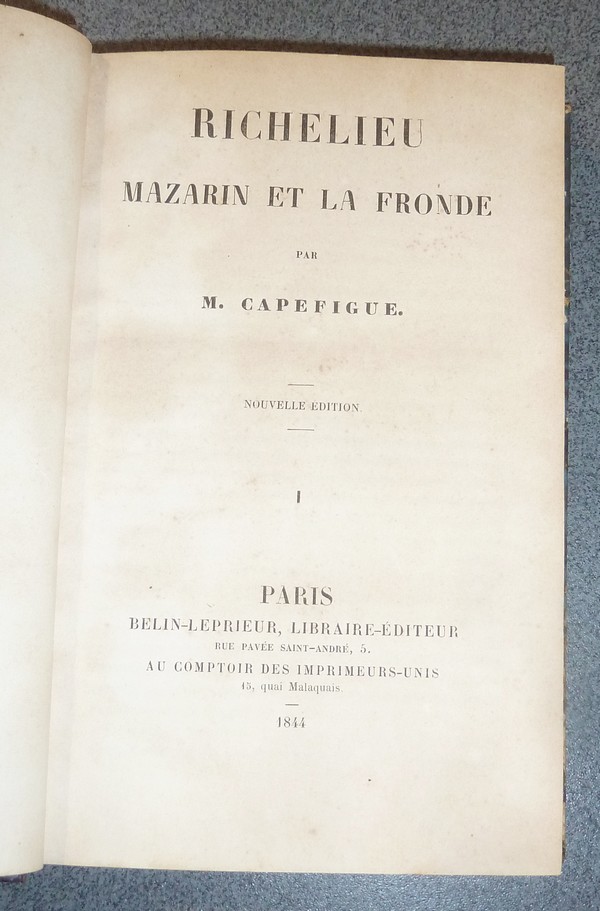 RICHELIEU
MAZARIN ET LA FRONDE
PAR
M. CAPEFIGUE.
NOUVELLE ÉDITION.
I
PARIS
BELIN-LEPRIEUR, LIBRAIRE-ÉDITEUR
RUE PAVÉE SAINT-ANDRÉ, 5.
AU COMPTOIR DES IMPRIMEURS-UNIS
15, quai Malaquais.
1844